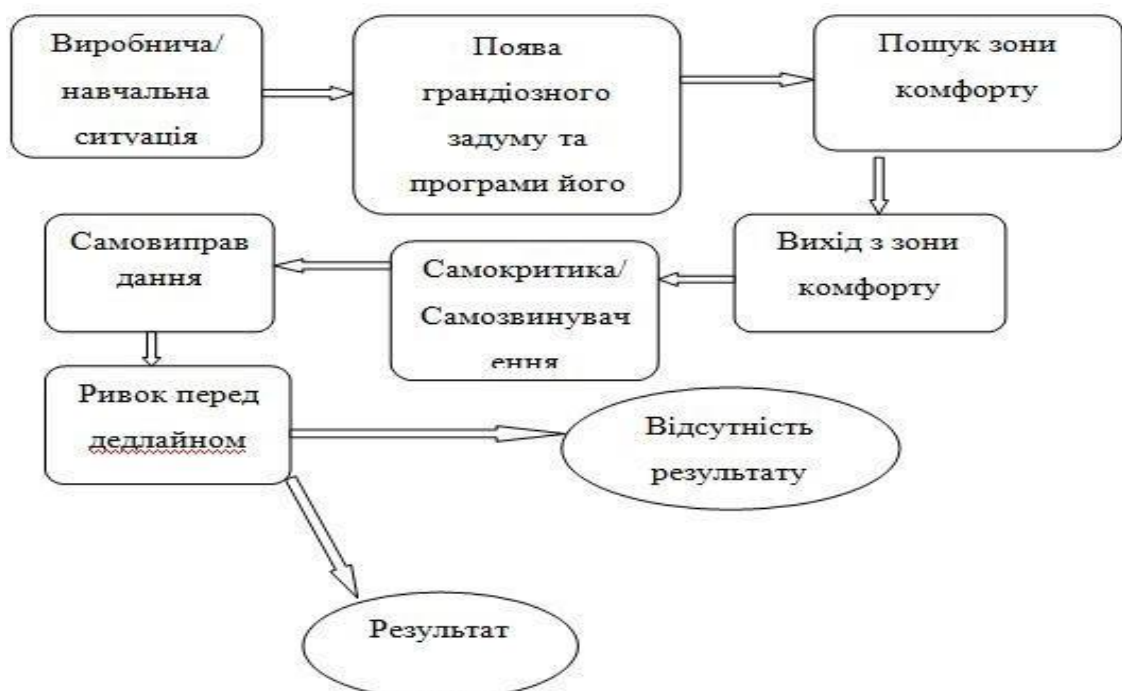 Виробнича/
навчальна
ситуація
Поява
грандіозного
задуму та
програми його
Пошук зони
комфорту
Вихід з зони
комфорту
Самокритика/
Самозвинувач
ення
Самовиправ
дання
Ривок перед
дедлайном
Відсутність
результату
Результат